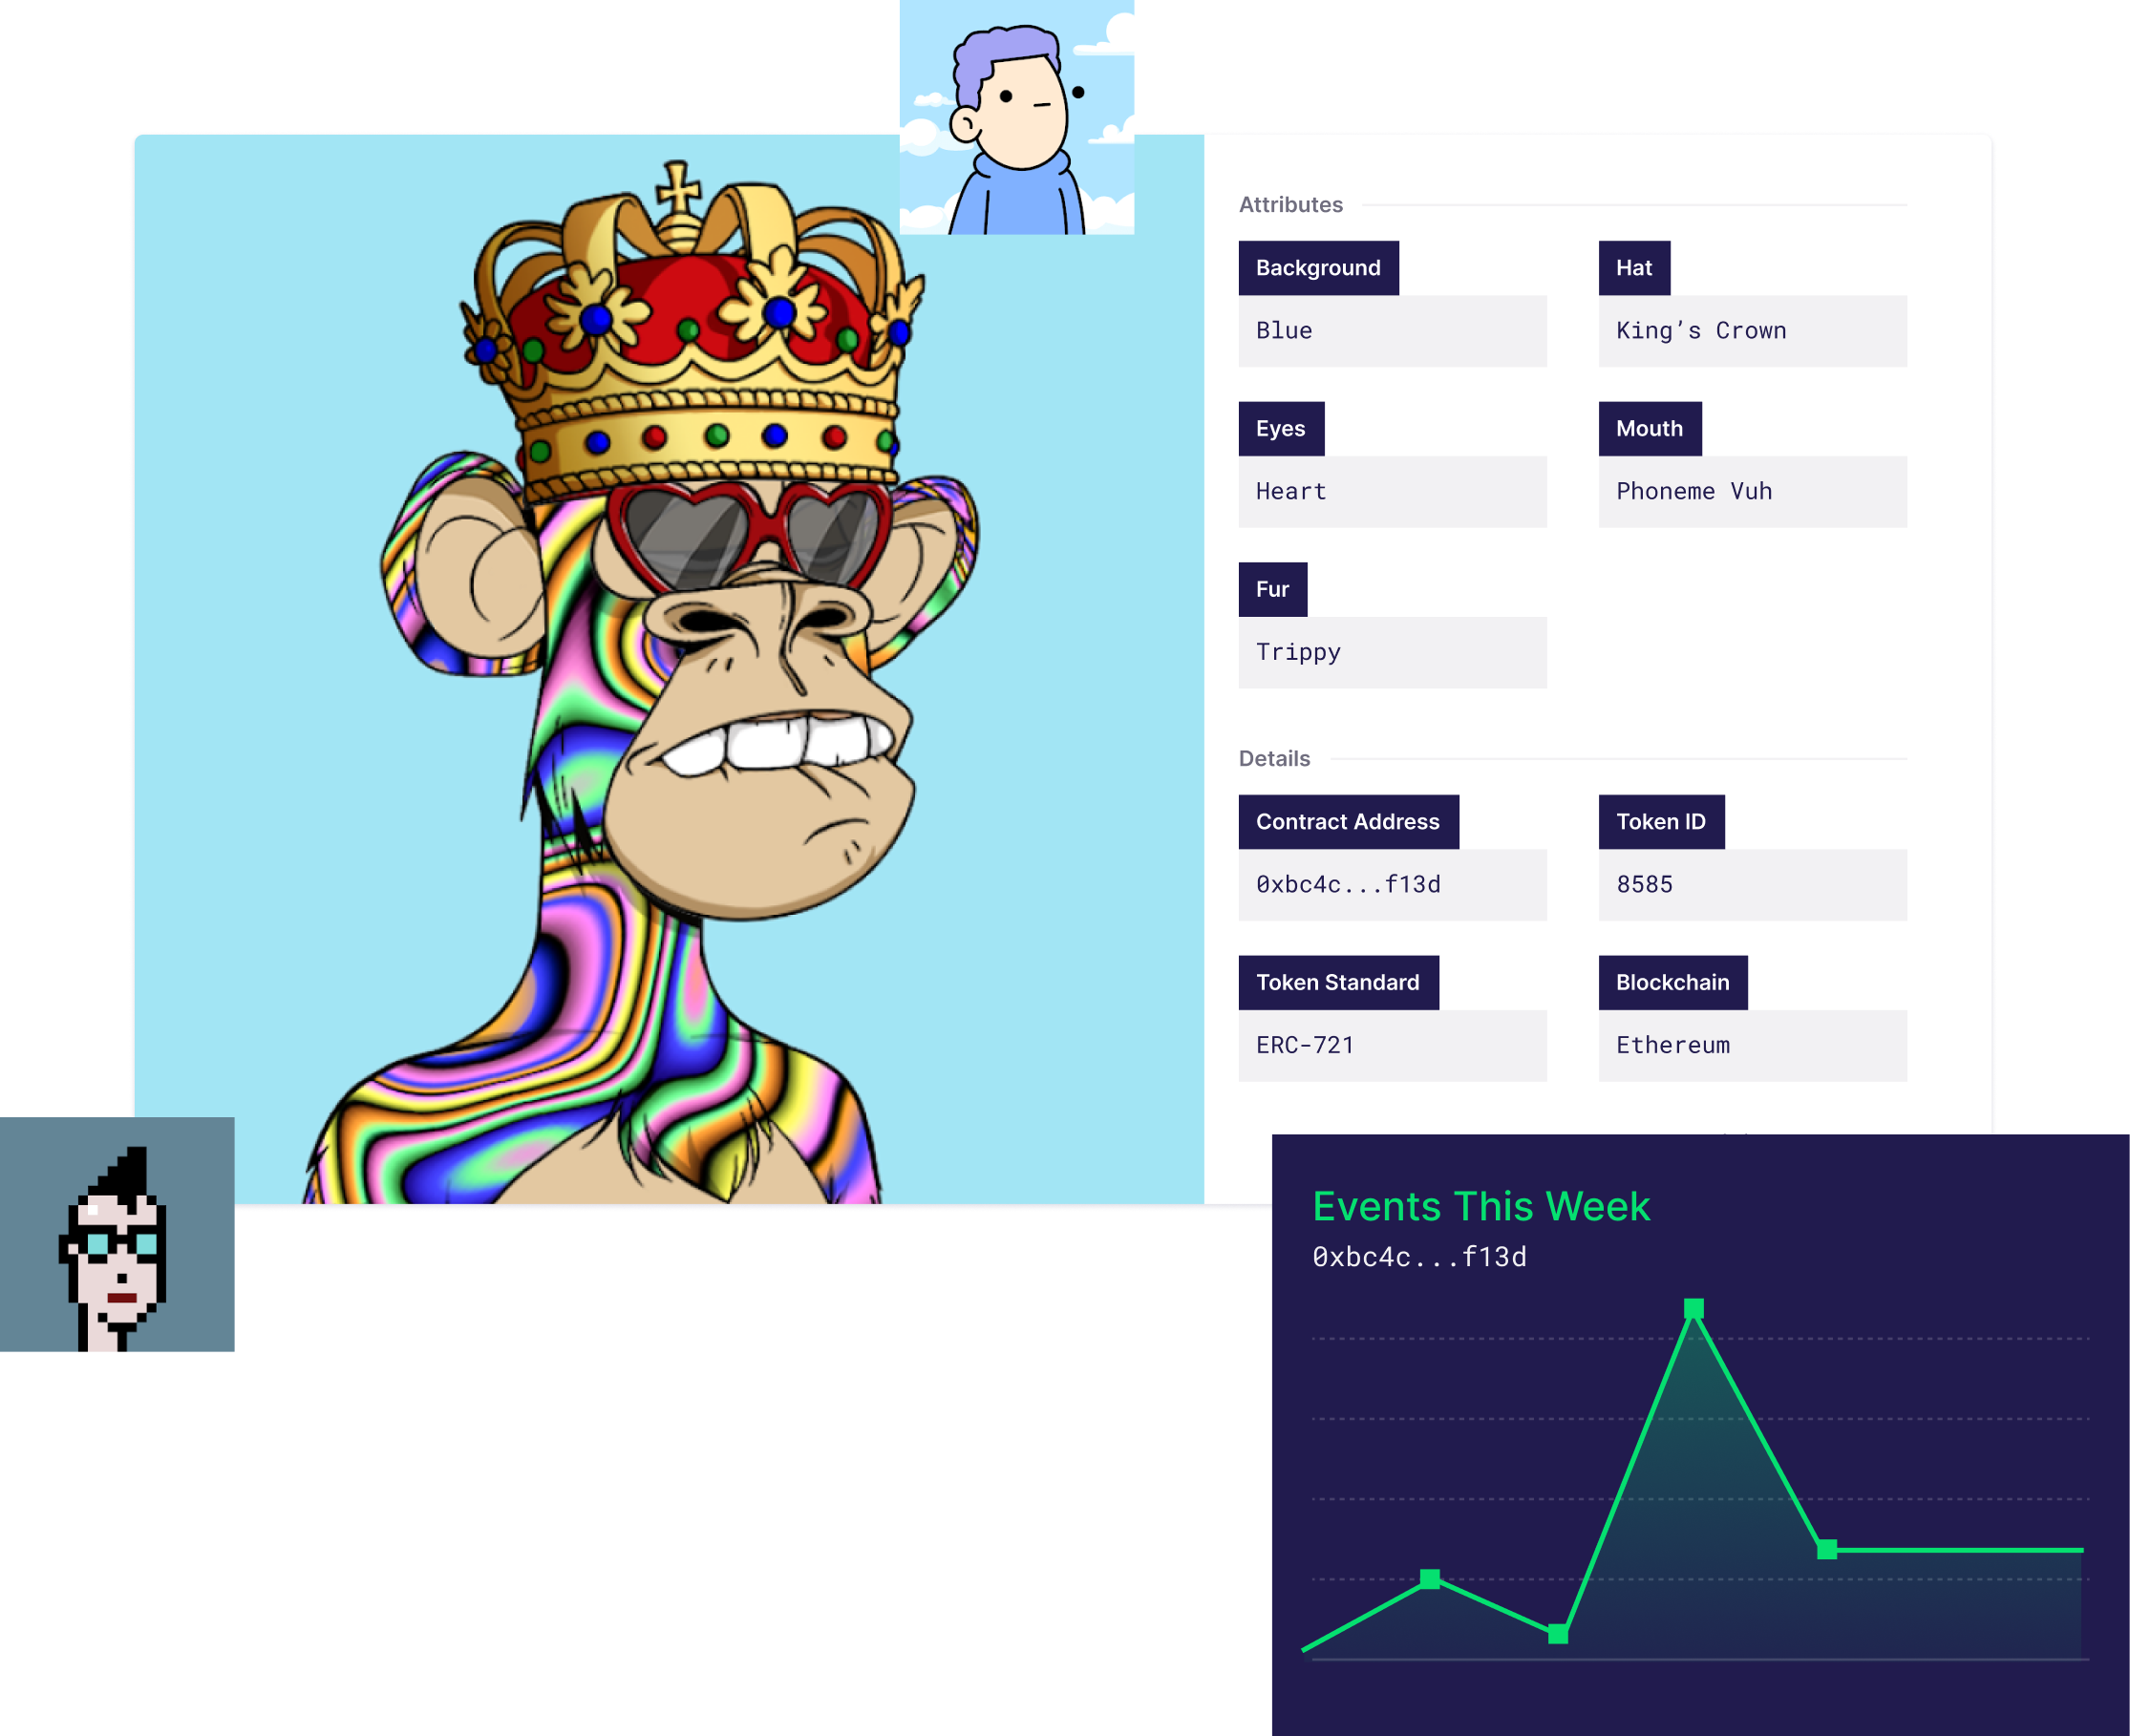 Attributes
Background
Hat
Blue
King’s Crown
Eyes
Mouth
Heart
Phoneme Vuh
Fur
Trippy
Details
Contract Address
Token ID
0xbc4c...f13d
8585
Token Standard
Blockchain
ERC-721
Ethereum
Events This Week
0xbc4c...f13d